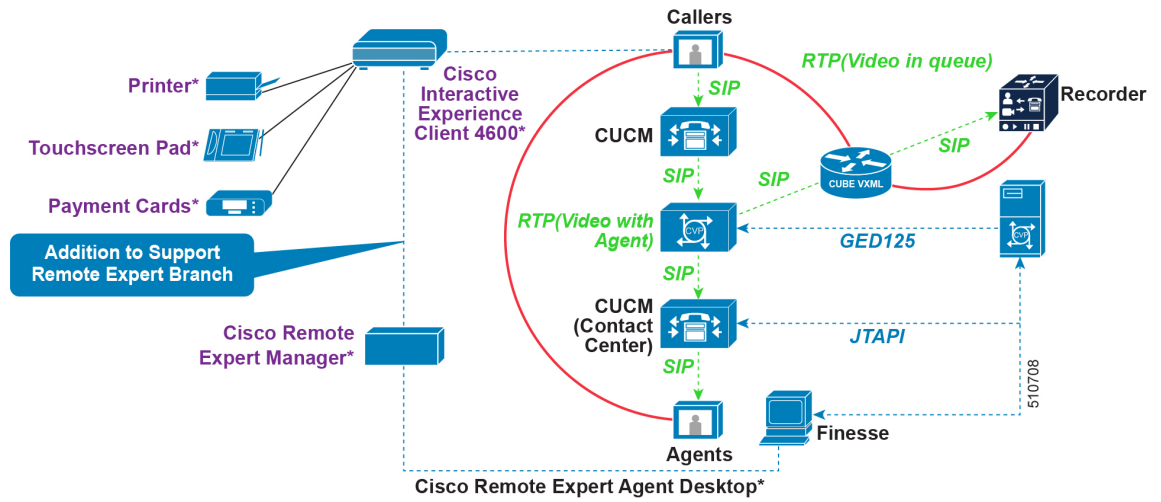 Callers
Printer*
Touchscreen Pad*
Payment Cards*
Cisco
Interactive
Experience
Client 4600*
SIP
CUCM
RTP(Video in queue)
Recorder
SIP
SIP
SIP
CUBE VXML
RTP(Video with
Agent)
CVP
GED125
CVP
Addition to Support
Remote Expert Branch
SIP
CUCM
(Contact
Center)
JTAPI
Cisco Remote
Expert Manager*
SIP
510708
Agents
Finesse
Cisco Remote Expert Agent Desktop*